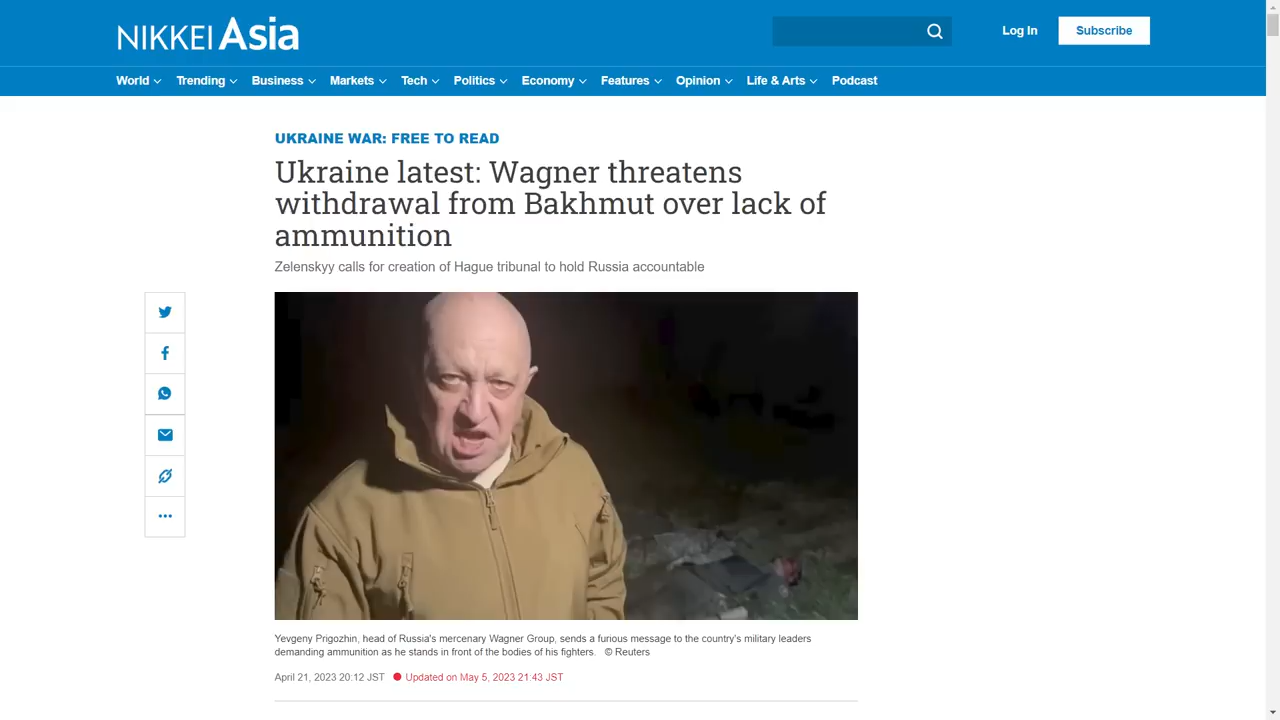 NIKKEI Asia
Log In
Subscribe
World
Trending
Business
Markets
Tech
Politics
Economy
Features
Opinion
Life & Arts
Podcast
UKRAINE WAR: FREE TO READ
Ukraine latest: Wagner threatens
withdrawal from Bakhmut over lack of
ammunition
Zelenskyy calls for creation of Hague tribunal to hold Russia accountable
Yevgeny Prigozhin, head of Russia's mercenary Wagner Group, sends a furious message to the country's military leaders
demanding ammunition as he stands in front of the bodies of his fighters. © Reuters
April 21, 2023 20:12 JST
Updated on May 5, 2023 21:43 JST